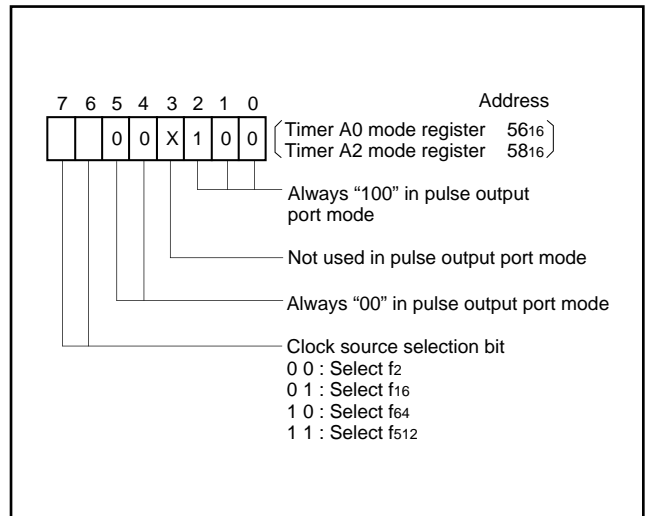 7 6 5 4 3 2 1 0 Address
0 0 X 1 0 0
Timer A0 mode register 5616
Timer A2 mode register 5816
Always “100” in pulse output
port mode
Not used in pulse output port mode
Always “00” in pulse output port mode
Clock source selection bit
0 0 : Select f2
0 1 : Select f16
1 0 : Select f64
1 1 : Select f512